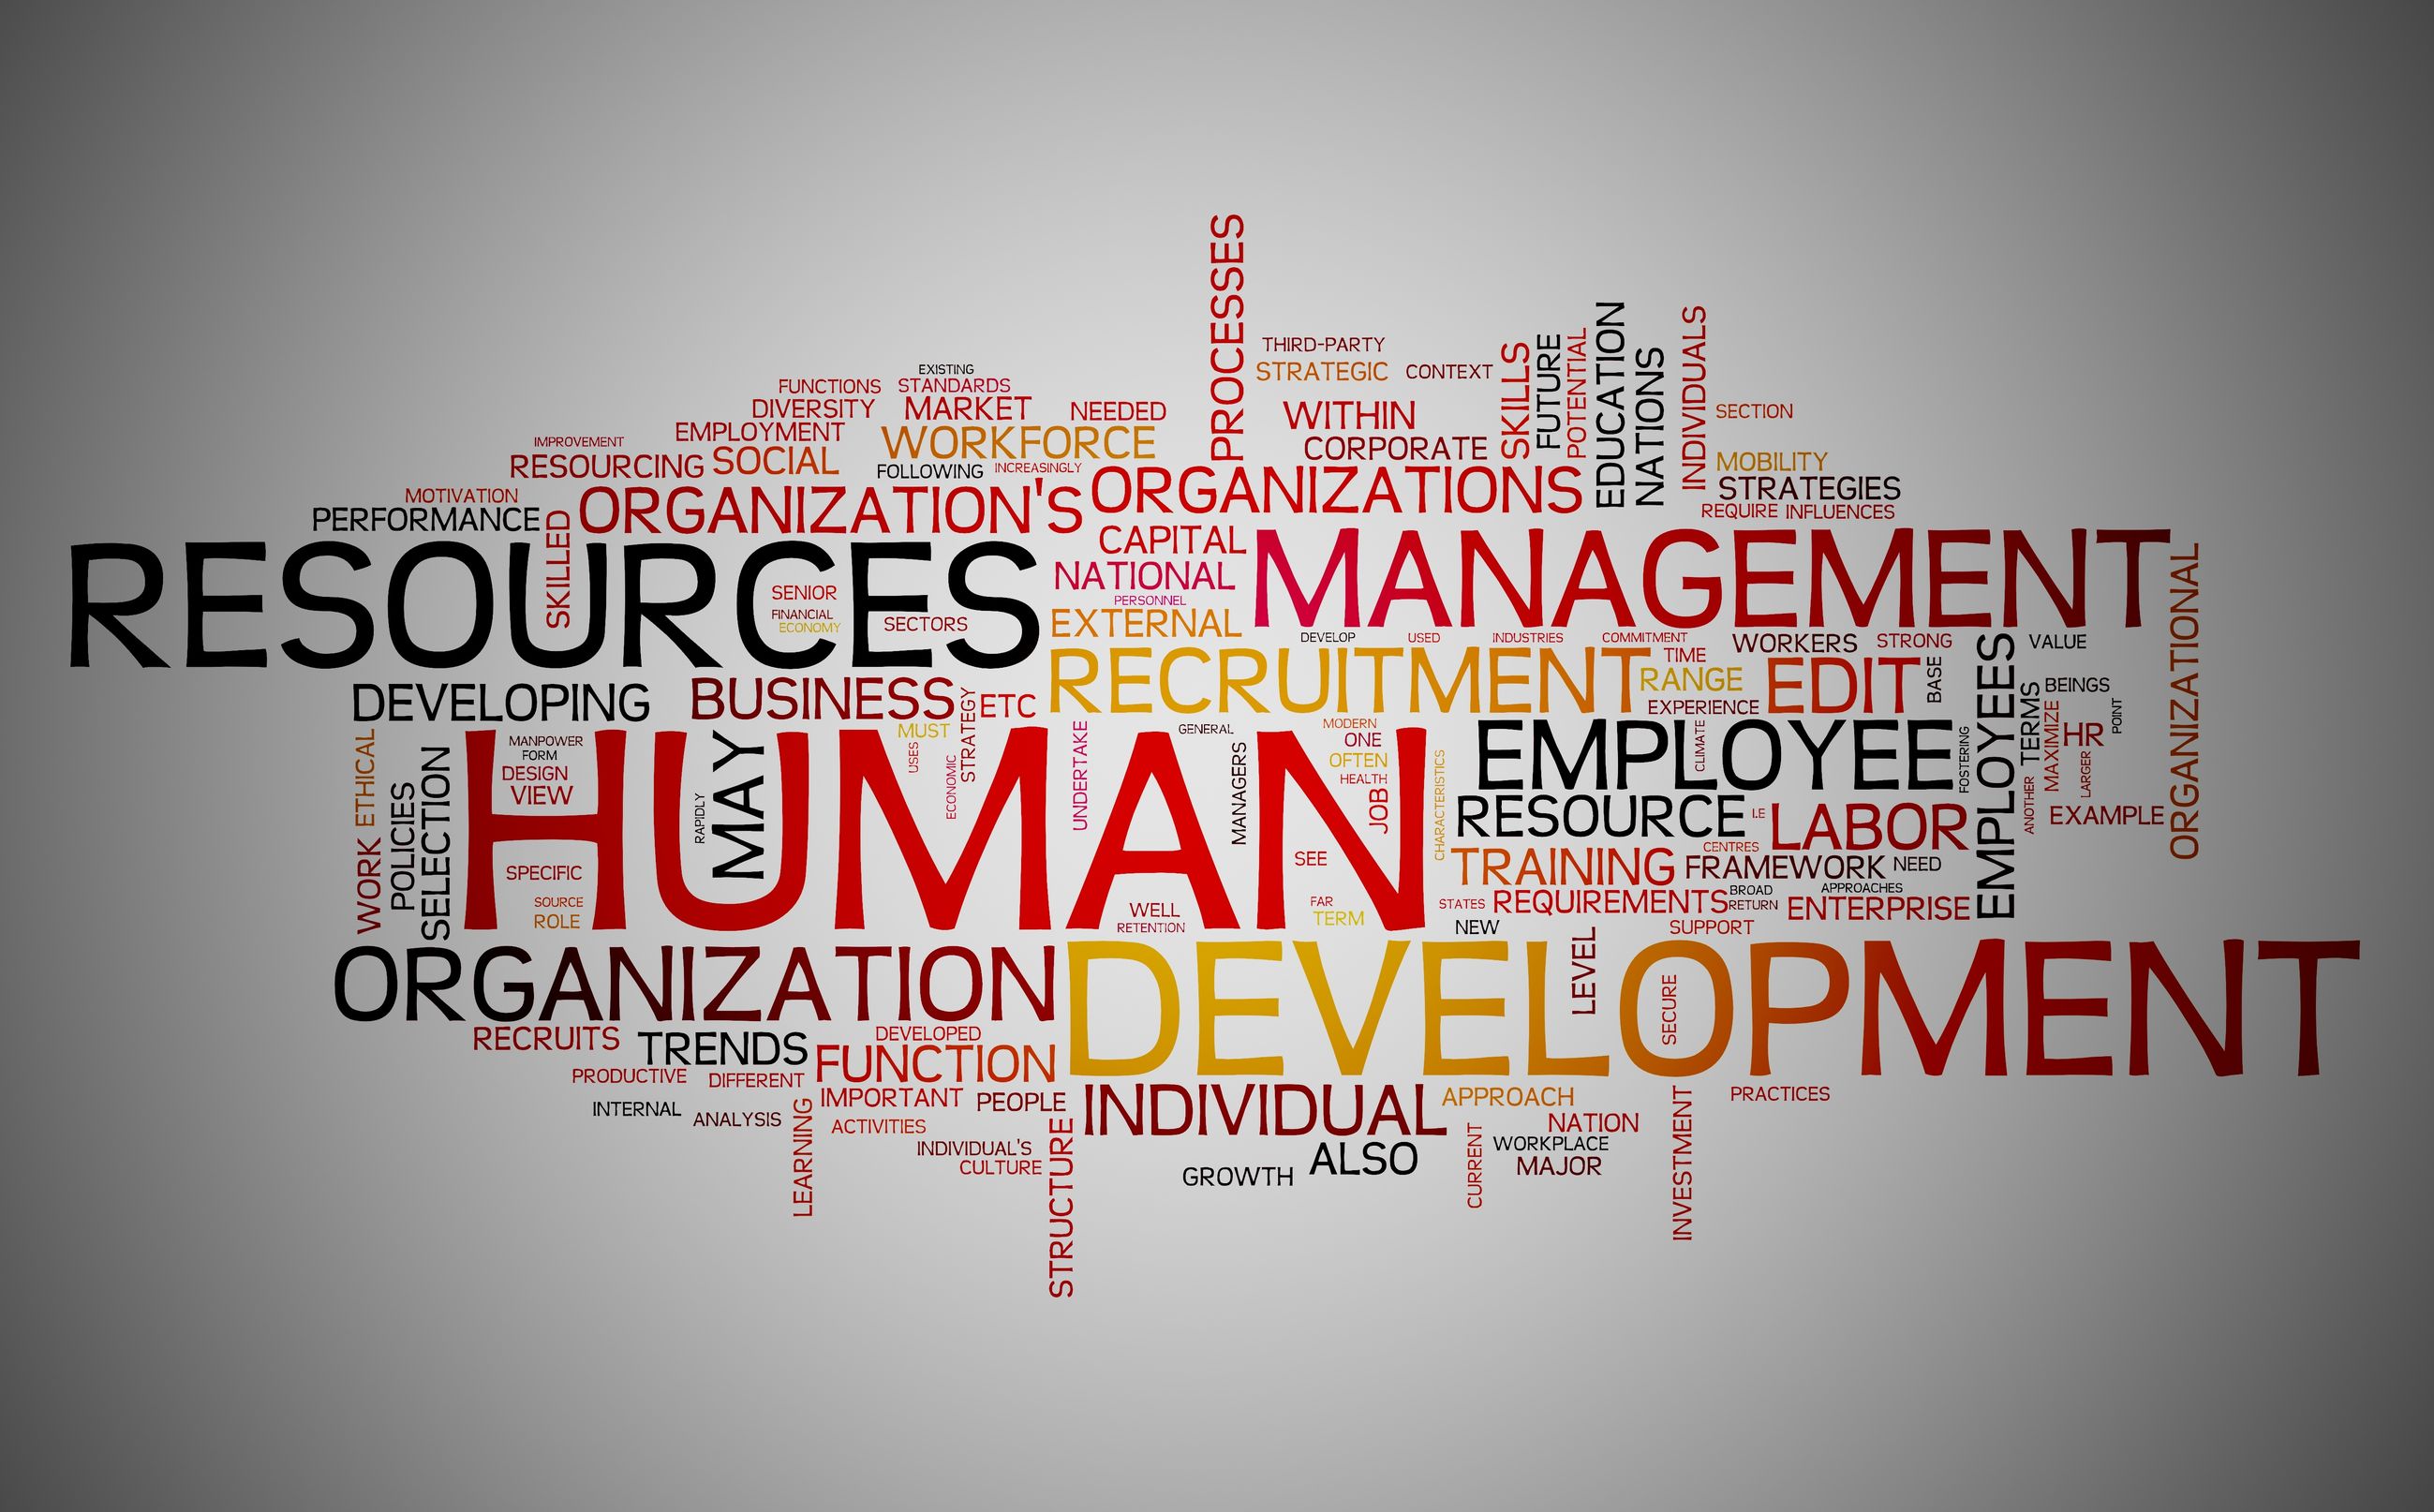 PROCESSES
THIRD-PARTY
STRATEGIC
CONTEXT
SKILLS
FUTURE
POTENTIAL
EDUCATION
NATIONS
INDIVIDUALS
SECTION
EXISTING
FUNCTIONS
STANDARDS
DIVERSITY
MARKET
NEEDED
WITHIN
IMPROVEMENT
EMPLOYMENT
WORKFORCE
CORPORATE
MOBILITY
RESOURCING
SOCIAL
FOLLOWING
INCREASINGLY
STRATEGIES
MOTIVATION
ORGANIZATION'S
ORGANIZATIONS
REQUIRE
INFLUENCES
PERFORMANCE
SKILLED
CAPITAL
MANAGEMENT
RESOURCES
NATIONAL
ORGANIZATIONAL
SENIOR
PERSONNEL
FINANCIAL
ECONOMY
SECTORS
EXTERNAL
DEVELOP
USED
INDUSTRIES
COMMITMENT
WORKERS
STRONG
VALUE
RECRUITMENT
TIME
RANGE
EDIT
BASE
EMPLOYEES
TERMS
BEINGS
DEVELOPING
BUSINESS
STRATEGY
ETC
EXPERIENCE
MAXIMIZE
HR
POINT
LARGER
ETHICAL
MANPOWER
FORM
DESIGN
VIEW
HUMAN
MAY
RAPIDLY
MUST
USES
ECONOMIC
UNDERTAKE
GENERAL
MANAGERS
MODERN
ONE
OFTEN
HEALTH
JOB
CHARACTERISTICS
EMPLOYEE
CLIMATE
FOSTERING
ANOTHER
EXAMPLE
WORK
POLICIES
SELECTION
RESOURCE
I.E
LABOR
SPECIFIC
SEE
TRAINING
CENTRES
FRAMEWORK
NEED
SOURCE
ROLE
WELL
RETENTION
FAR
TERM
STATES
REQUIREMENTS
BROAD
RETURN
APPROACHES
ENTERPRISE
NEW
SUPPORT
ORGANIZATION
DEVELOPMENT
LEVEL
SECURE
RECRUITS
TRENDS
DEVELOPED
FUNCTION
PRODUCTIVE
DIFFERENT
IMPORTANT
PEOPLE
INDIVIDUAL
APPROACH
PRACTICES
INTERNAL
ANALYSIS
LEARNING
ACTIVITIES
STRUCTURE
NATION
INVESTMENT
INDIVIDUAL'S
CULTURE
GROWTH
ALSO
CURRENT
WORKPLACE
MAJOR